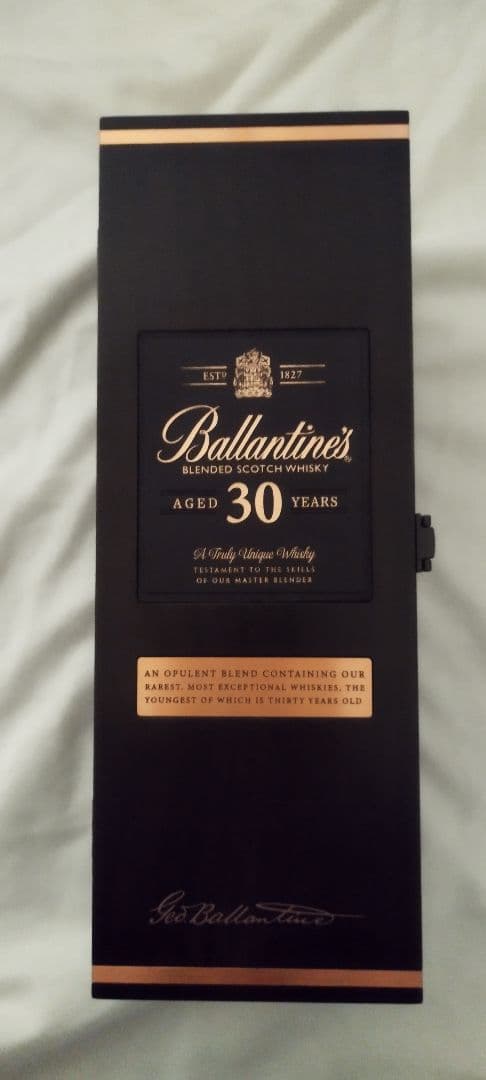 ESTD 1827
Ballantine's
BLENDED SCOTCH WHISKY
AGED 30 YEARS
A Truly Unique Whisky
TESTAMENT TO THE SKILLS
OF OUR MASTER BLENDER
AN OPULENT BLEND CONTAINING OUR
RAREST, MOST EXCEPTIONAL WHISKIES, THE
YOUNGEST OF WHICH IS THIRTY YEARS OLD
Geo. Ballantine